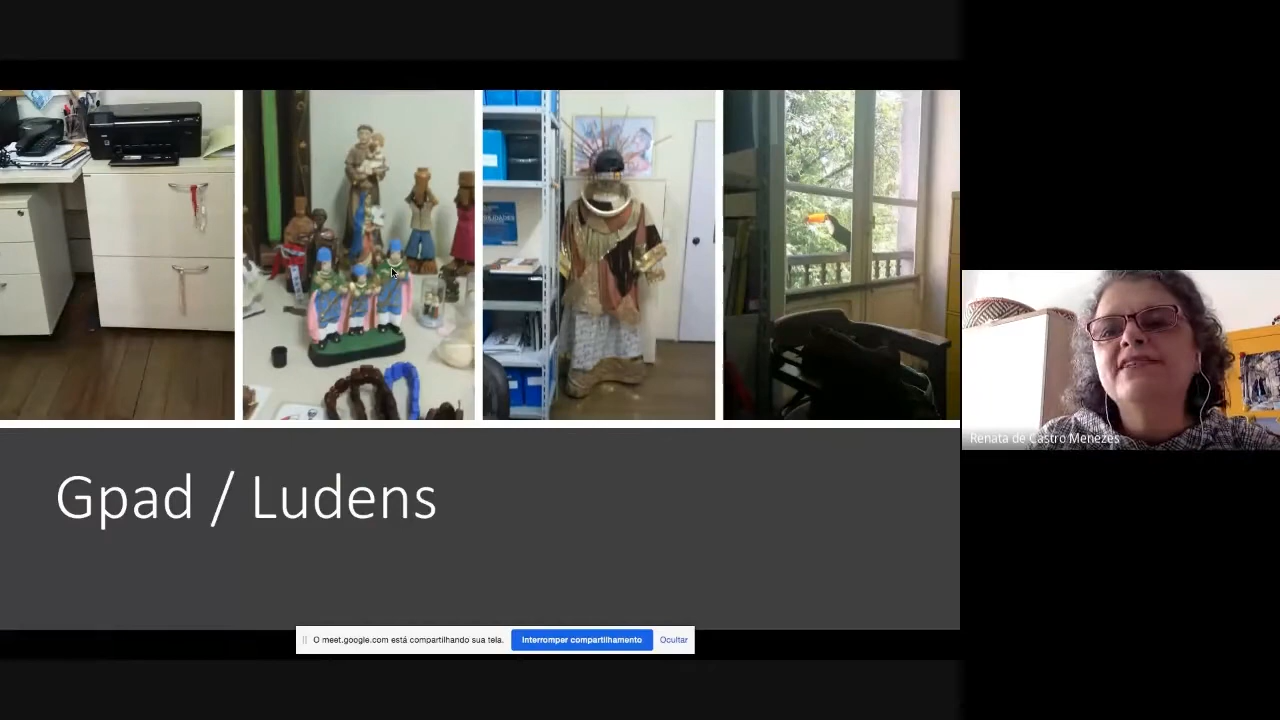 Gpad / Ludens
Renata de Castro Menezes
O meet.google.com está compartilhando sua tela.
Interromper compartilhamento
Ocultar